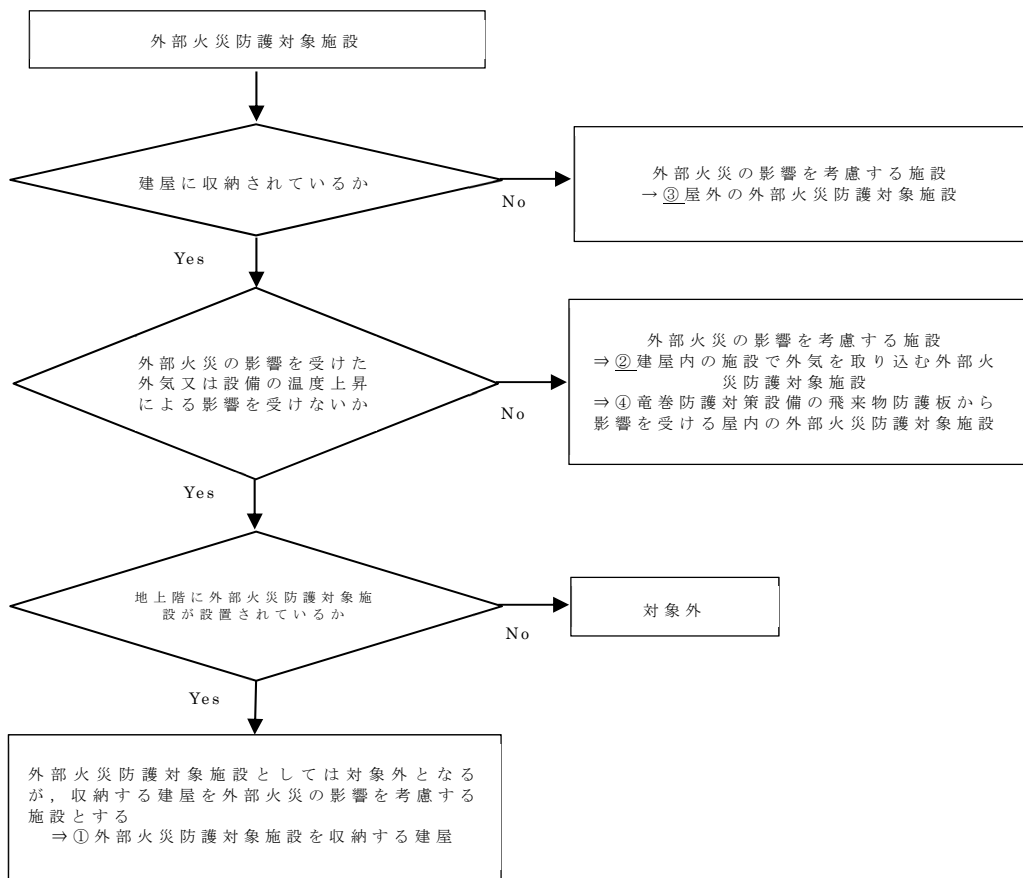 外部火災防護対象施設
建屋に収納されているか
No
外部火災の影響を考慮する施設
→③屋外の外部火災防護対象施設
Yes
外部火災の影響を受けた
外気又は設備の温度上昇
による影響を受けないか
No
外部火災の影響を考慮する施設
⇒②建屋内の施設で外気を取り込む外部火
災防護対象施設
⇒④竜巻防護対策設備の飛来物防護板から
影響を受ける屋内の外部火災防護対象施設
Yes
地上階に外部火災防護対象施
設が設置されているか
No
対象外
Yes
外部火災防護対象施設としては対象外となる
が，収納する建屋を外部火災の影響を考慮する
施設とする
⇒①外部火災防護対象施設を収納する建屋